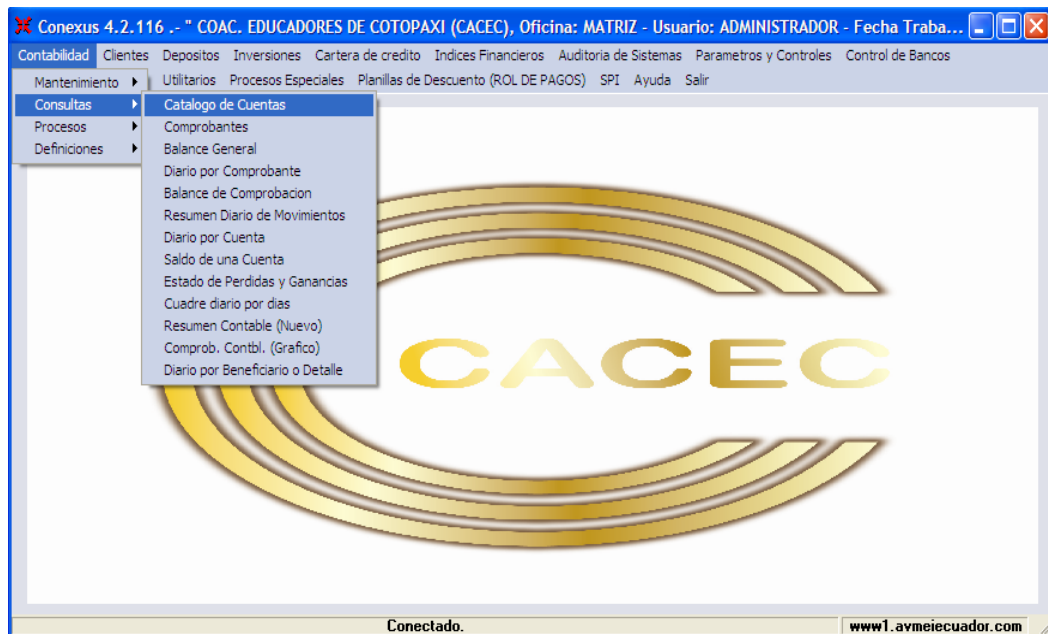 Conexus 4.2.116 .- " COAC. EDUCADORES DE COTOPAXI (CACEC), Oficina: MATRIZ - Usuario: ADMINISTRADOR - Fecha Traba...
Contabilidad Clientes Depositos Inversiones Cartera de credito Indices Financieros Auditoria de Sistemas Parametros y Controles Control de Bancos
Utilitarios Procesos Especiales Planillas de Descuento (ROL DE PAGOS) SPI Ayuda Salir
Mantenimiento
Consultas
Procesos
Definiciones
Catalogo de Cuentas
Comprobantes
Balance General
Diario por Comprobante
Balance de Comprobacion
Resumen Diario de Movimientos
Diario por Cuenta
Saldo de una Cuenta
Estado de Perdidas y Ganancias
Cuadre diario por dias
Resumen Contable (Nuevo)
Comprob. Contbl. (Grafico)
Diario por Beneficiario o Detalle
CACEC
Conectado.
www1.avmeiecuador.com